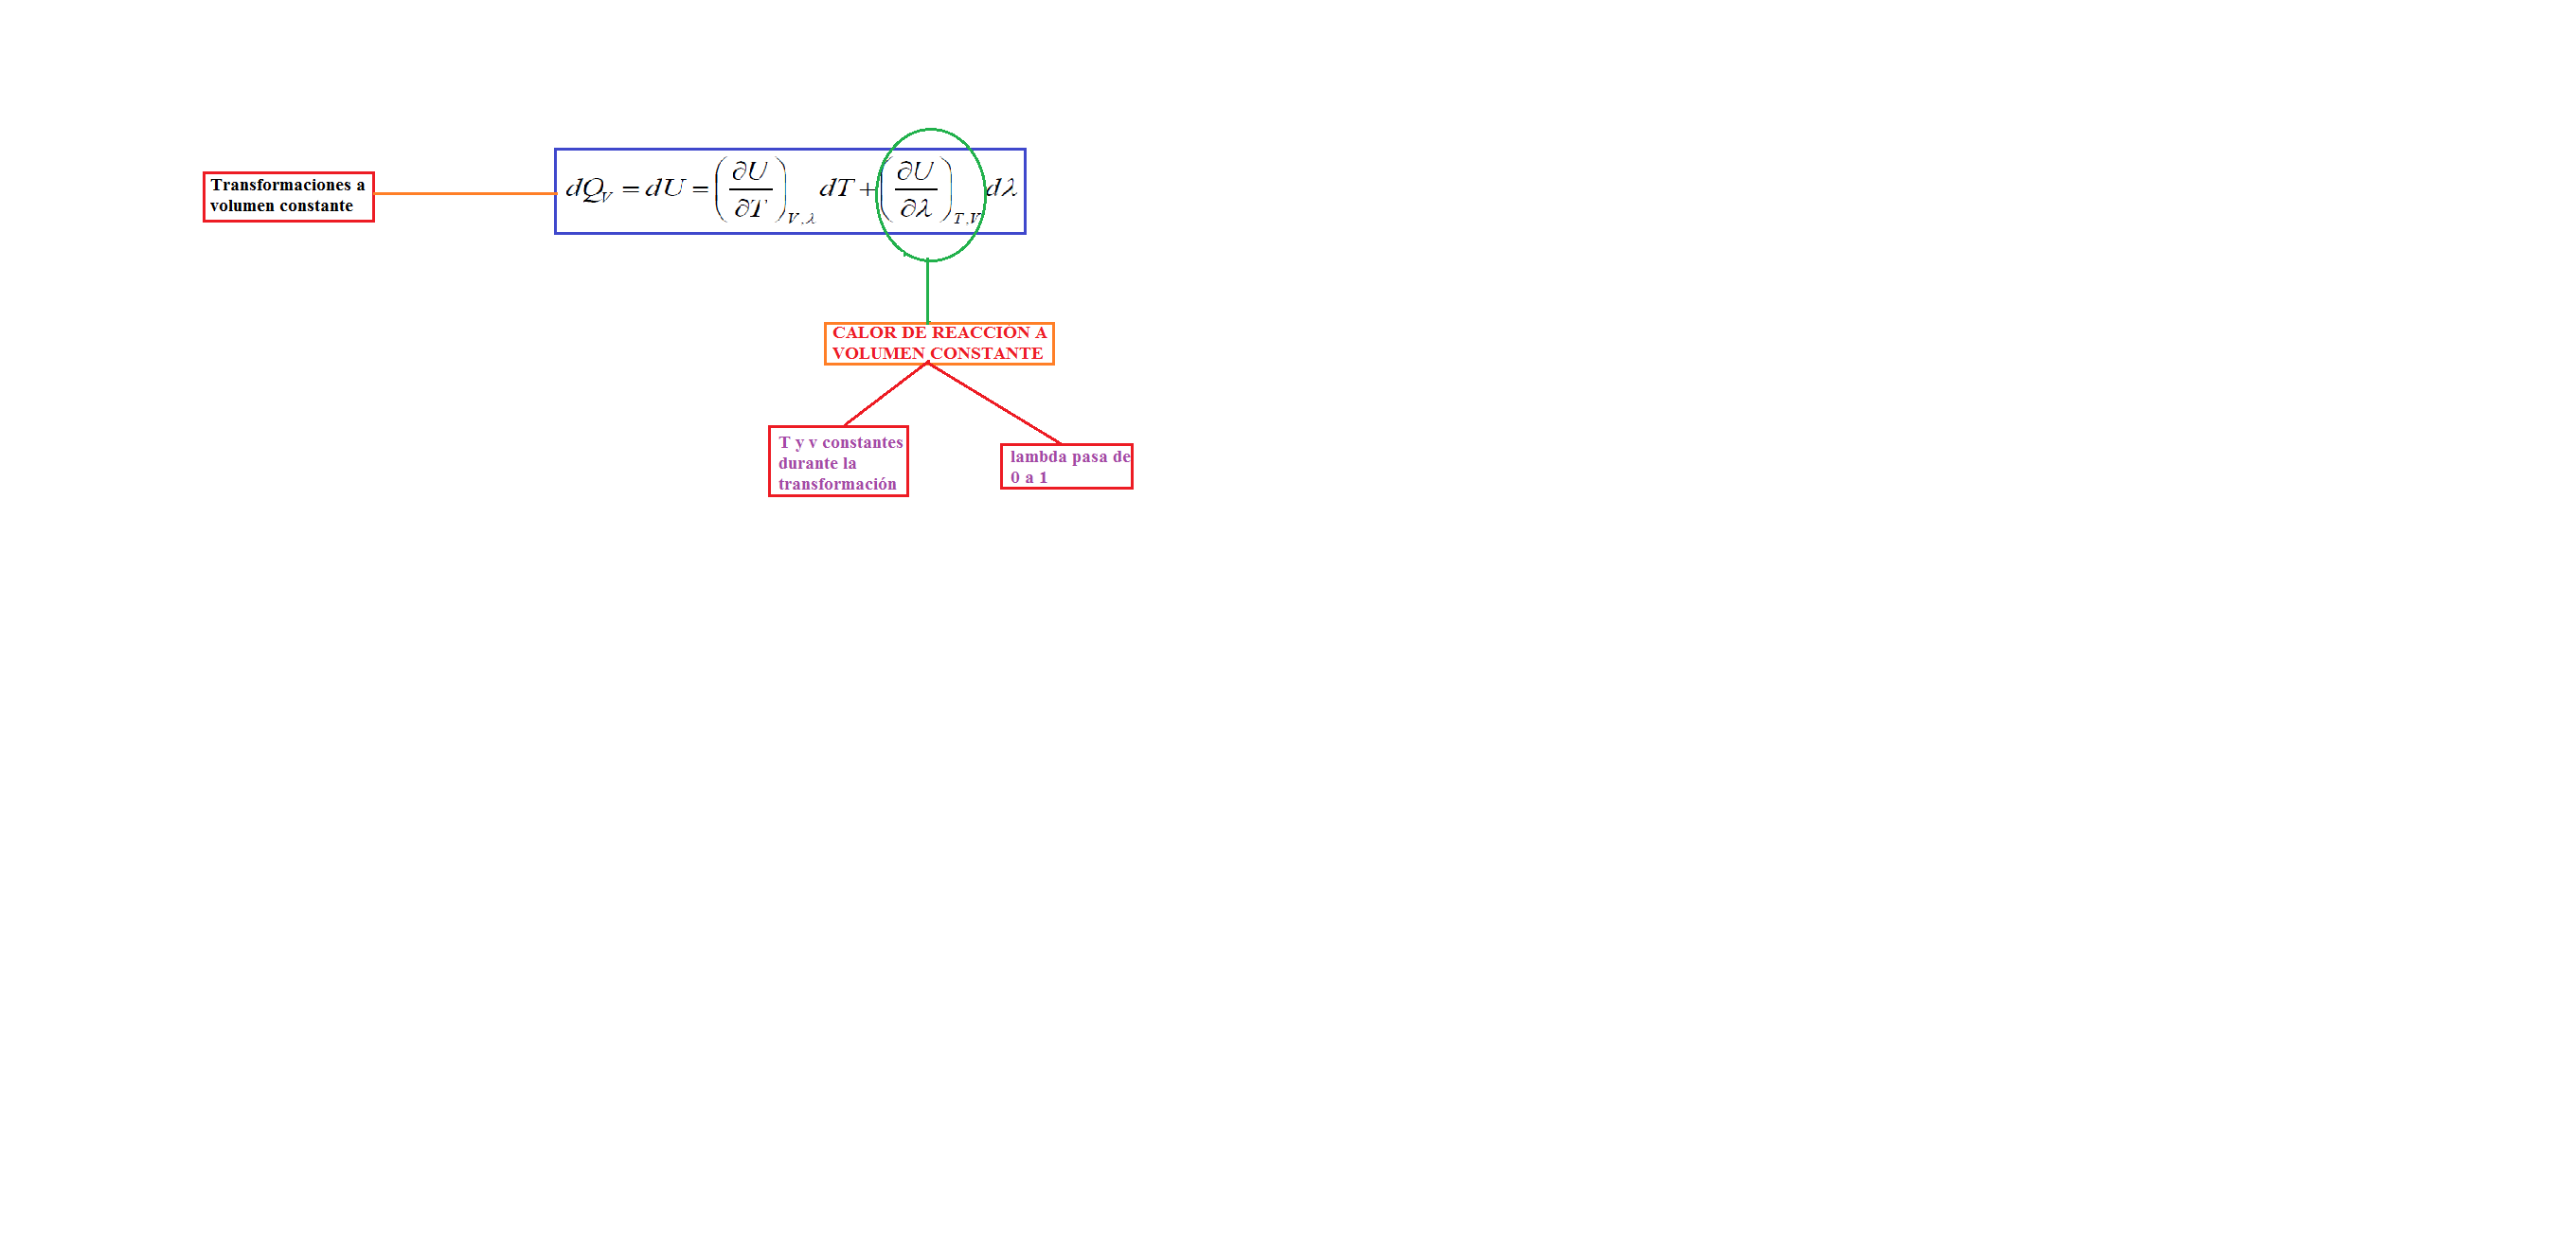 Transformaciones a
volumen constante
dQ_V = dU = (∂U/∂T)_{V,λ} dT + (∂U/∂λ)_{T,V} dλ
CALOR DE REACCIÓN A
VOLUMEN CONSTANTE
T y v constantes
durante la
transformación
lambda pasa de
0 a 1